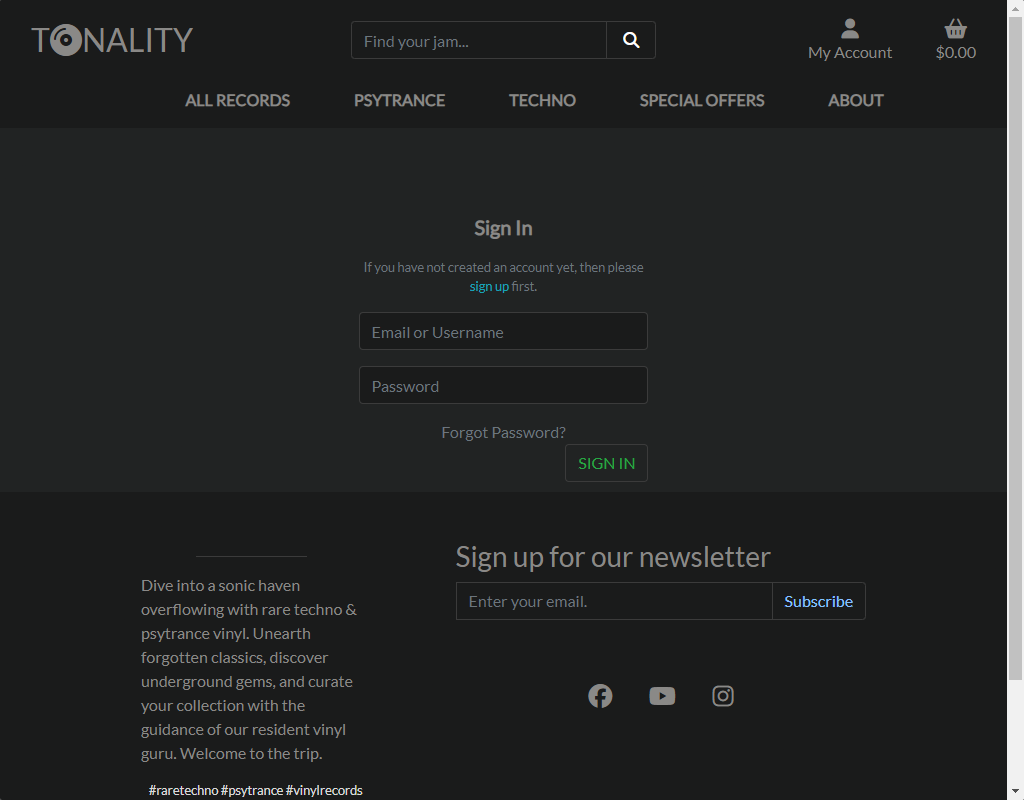 TONALITY
Find your jam...
My Account
$0.00
ALL RECORDS
PSYTRANCE
TECHNO
SPECIAL OFFERS
ABOUT
Sign In
If you have not created an account yet, then please
sign up first.
Email or Username
Password
Forgot Password?
SIGN IN
Dive into a sonic haven
overflowing with rare techno &
psytrance vinyl. Unearth
forgotten classics, discover
underground gems, and curate
your collection with the
guidance of our resident vinyl
guru. Welcome to the trip.
#raretechno #psytrance #vinylrecords
Sign up for our newsletter
Enter your email.
Subscribe